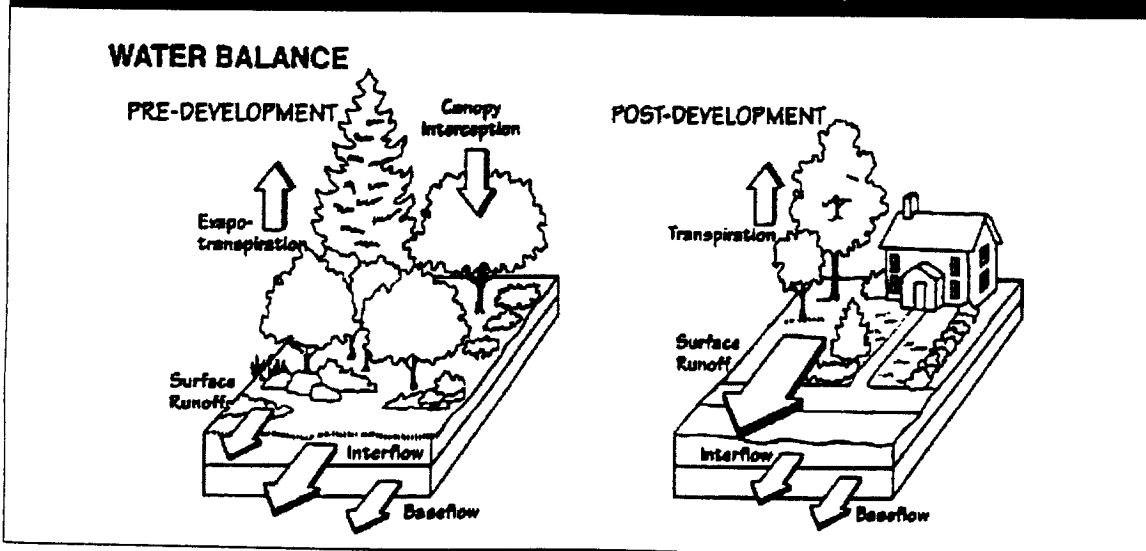 WATER BALANCE
PRE-DEVELOPMENT
Canopy
Interception
Evapo-
transpiration
Surface
Runoff
Interflow
Baseflow
POST-DEVELOPMENT
Transpiration
Surface
Runoff
Interflow
Baseflow